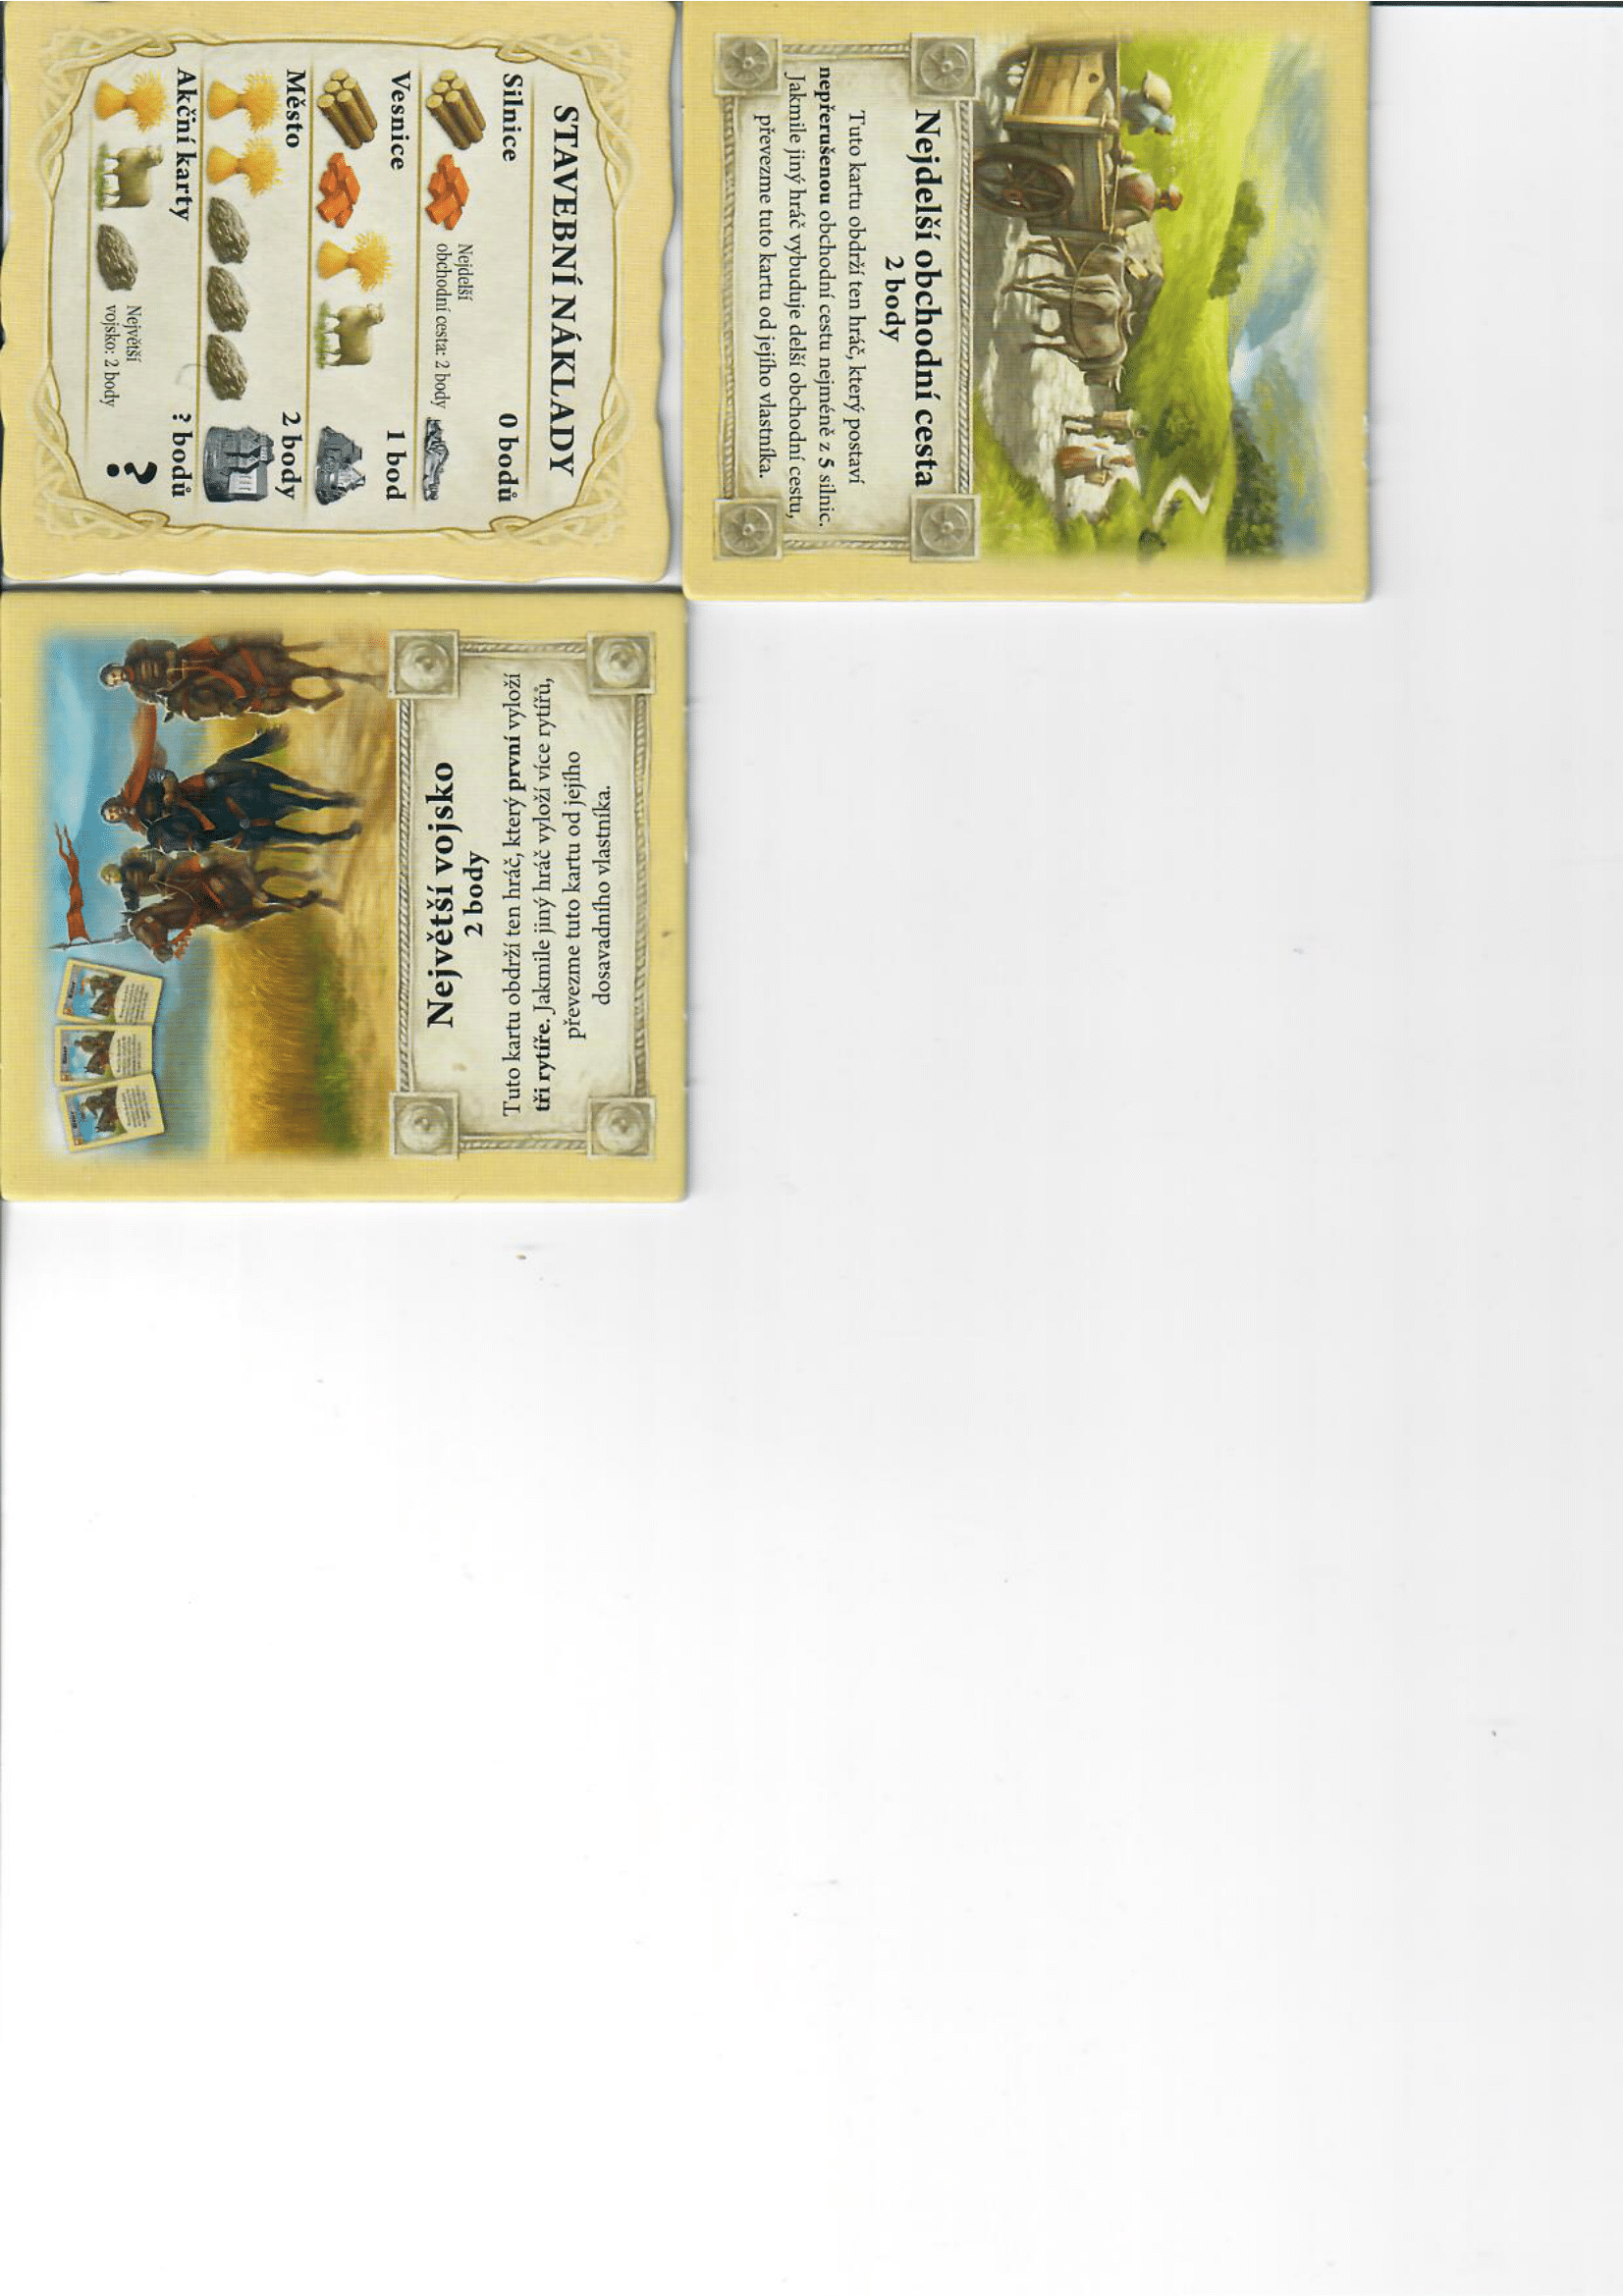 STAVEBNÍ NÁKLADY
Silnice 0 bodů
Nejdelší
obchodní cesta: 2 body
Vesnice 1 bod
Město 2 body
Akční karty ? bodů
Největší
vojsko: 2 body
?
Nejdelší obchodní cesta
2 body
Tuto kartu obdrží ten hráč, který postaví
nepřerušenou obchodní cestu nejméně z 5 silnic.
Jakmile jiný hráč vybuduje delší obchodní cestu,
převezme tuto kartu od jejího vlastníka.
Největší vojsko
2 body
Tuto kartu obdrží ten hráč, který první vyloží
tři rytíře. Jakmile jiný hráč vyloží více rytířů,
převezme tuto kartu od jejího
dosavadního vlastníka.